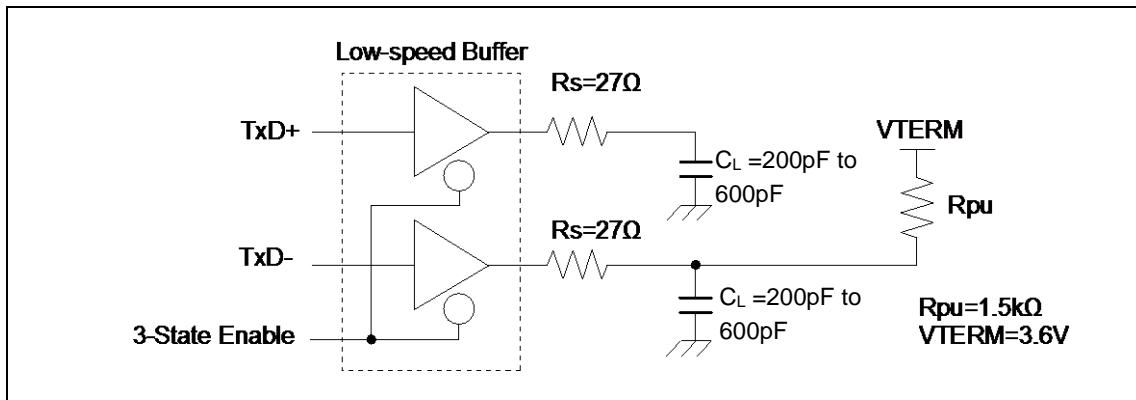 Low-speed Buffer
Rs=27Ω
TxD+
VTERM
CL =200pF to
600pF
Rpu
Rs=27Ω
TxD-
CL =200pF to
600pF
Rpu=1.5kΩ
VTERM=3.6V
3-State Enable